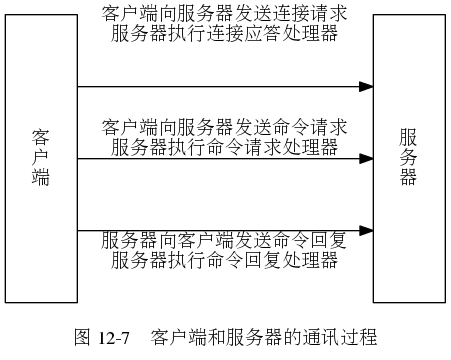 客户端向服务器发送连接请求
服务器执行连接应答处理器
客户端
客户端向服务器发送命令请求
服务器执行命令请求处理器
服务器
服务器向客户端发送命令回复
服务器执行命令回复处理器
图 12-7 客户端和服务器的通讯过程